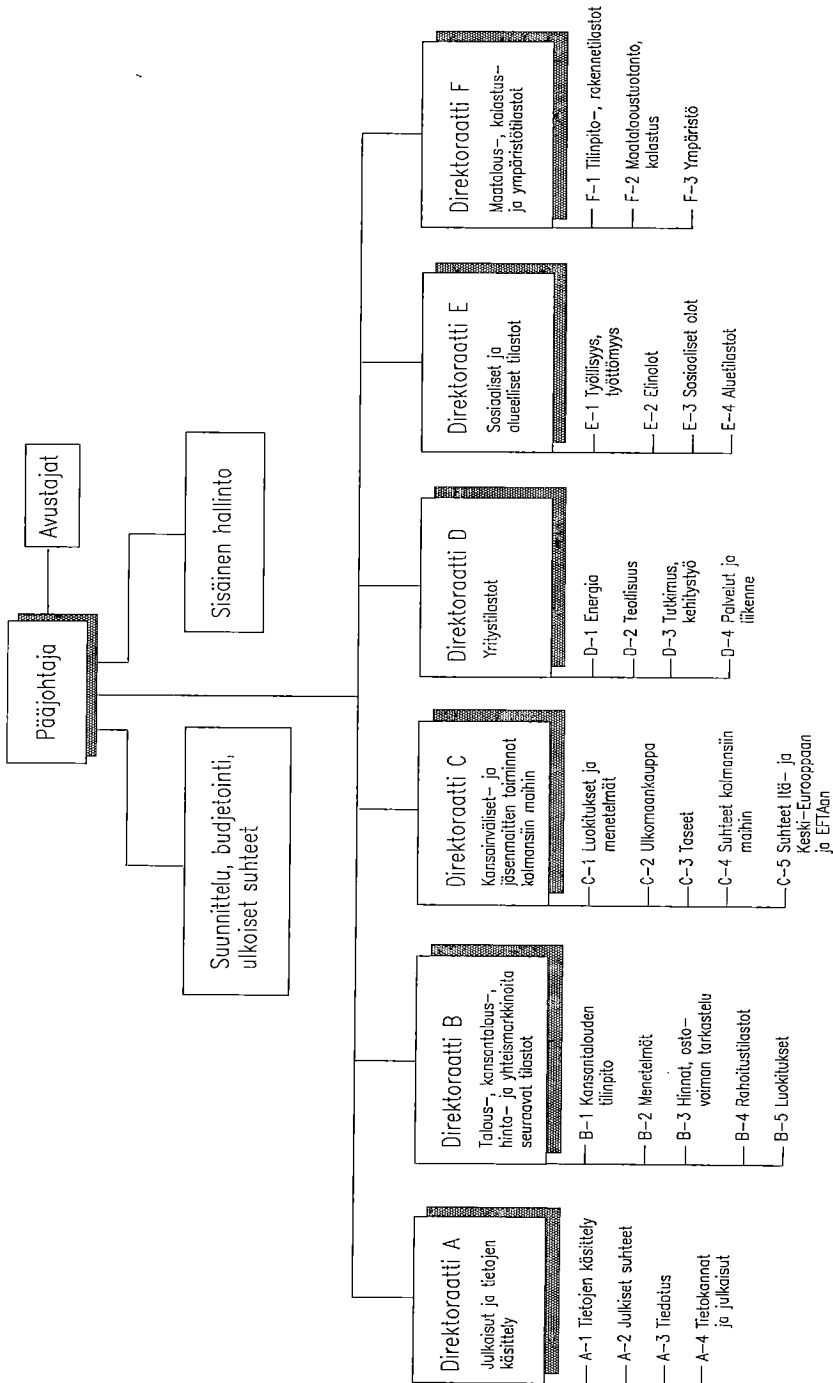 Pääjohtaja
Avustajat
Suunnittelu, budjetointi,
ulkoiset suhteet
Sisäinen hallinto
Direktoraatti A
Julkaisut ja tietojen
käsittely
A-1 Tietojen käsittely
A-2 Julkiset suhteet
A-3 Tiedotus
A-4 Tietokannat
ja julkaisut
Direktoraatti B
Talous-, kansantalous-,
hinta- ja yhteismarkkinoita
seuraavat tilastot
B-1 Kansantalouden
tilinpito
B-2 Menetelmät
B-3 Hinnat, osto-
voiman tarkastelu
B-4 Rahoitustilastot
B-5 Luokitukset
Direktoraatti C
Kansainväliset- ja
jäsenmaitten toiminnot
kolmansiin maihin
C-1 Luokitukset ja
menetelmät
C-2 Ulkomaankauppa
C-3 Taseet
C-4 Suhteet kolmansiin
maihin
C-5 Suhteet Itä- ja
Keski-Eurooppaan
ja EFTAan
Direktoraatti D
Yritystilastot
D-1 Energia
D-2 Teollisuus
D-3 Tutkimus,
kehitystyö
D-4 Palvelut ja
liikenne
Direktoraatti E
Sosiaaliset ja
alueelliset tilastot
E-1 Työllisyys,
työttömyys
E-2 Elinolot
E-3 Sosiaaliset olot
E-4 Aluetilastot
Direktoraatti F
Maatalous-, kalastus-
ja ympäristötilastot
F-1 Tilinpito-, rakennetilastot
F-2 Maatalaoustuotanto,
kalastus
F-3 Ympäristö